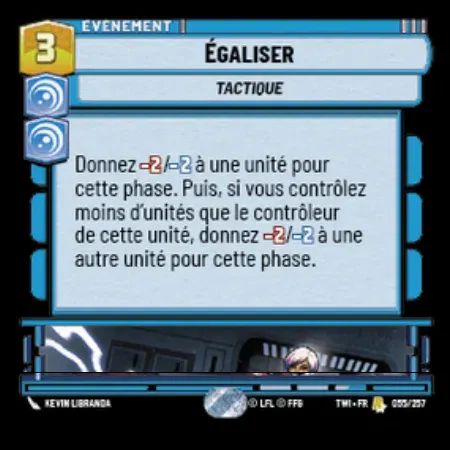 ÉVÉNEMENT
3
ÉGALISER
TACTIQUE
Donnez -2/-2 à une unité pour
cette phase. Puis, si vous contrôlez
moins d'unités que le contrôleur
de cette unité, donnez -2/-2 à une
autre unité pour cette phase.
KEVIN LIBRANDA
© LFL © FFG
TWI • FR
055/257